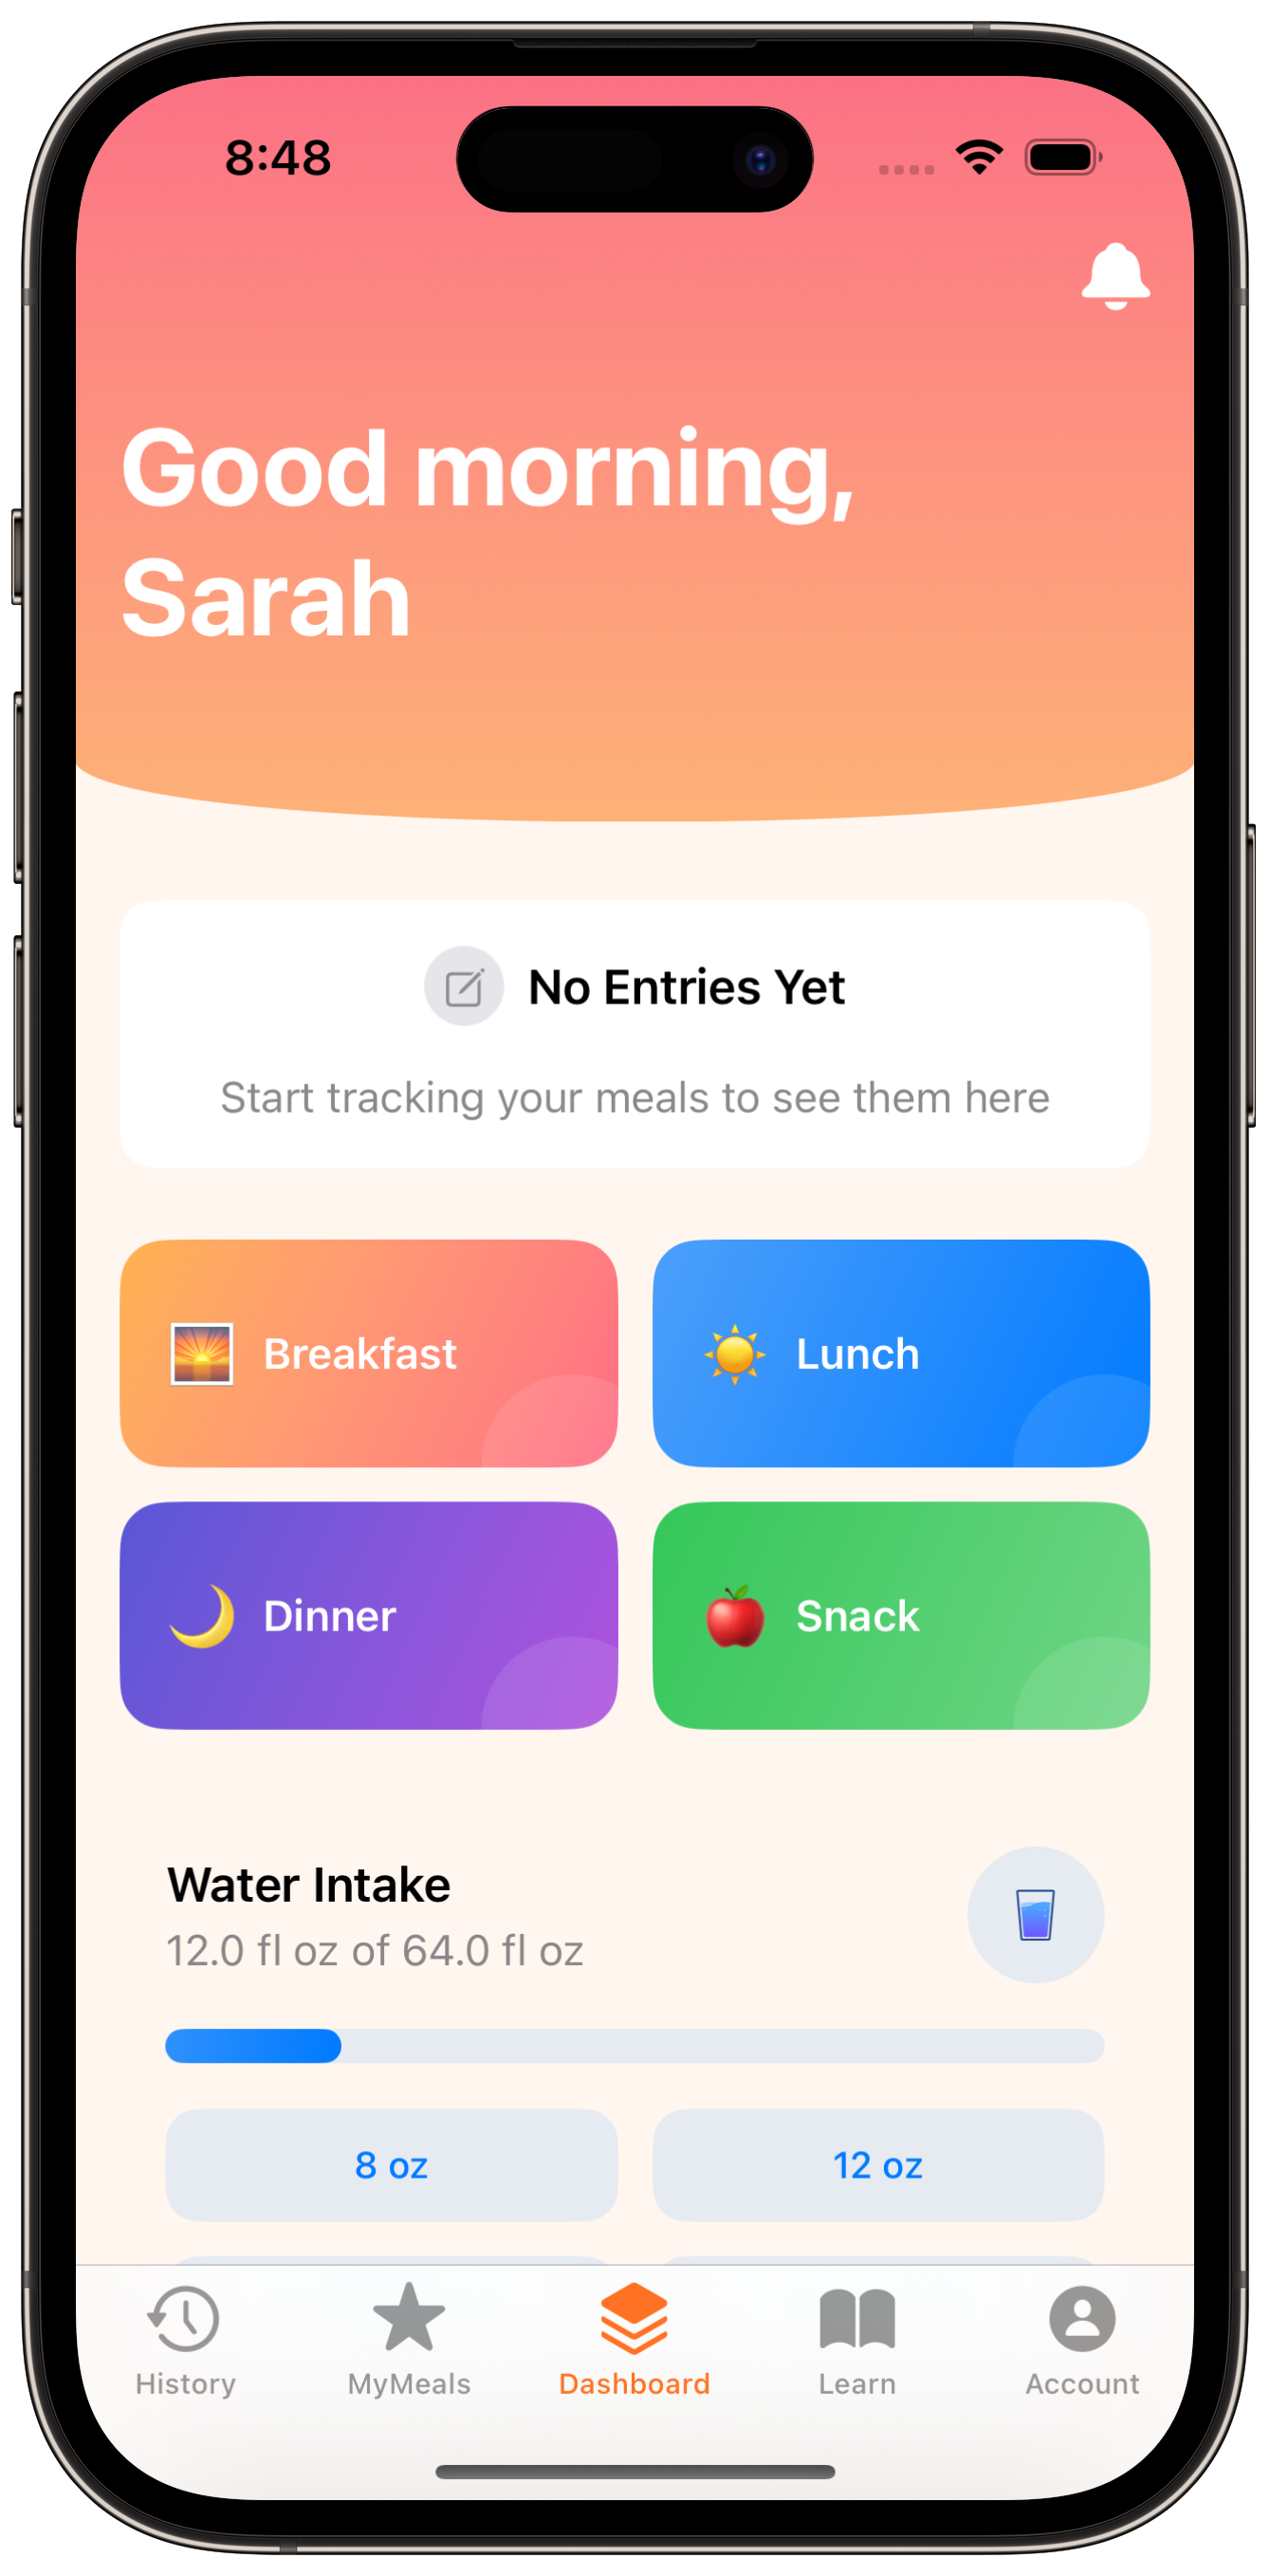 8:48
Good morning,
Sarah
No Entries Yet
Start tracking your meals to see them here
Breakfast
Lunch
Dinner
Snack
Water Intake
12.0 fl oz of 64.0 fl oz
8 oz
12 oz
History
MyMeals
Dashboard
Learn
Account